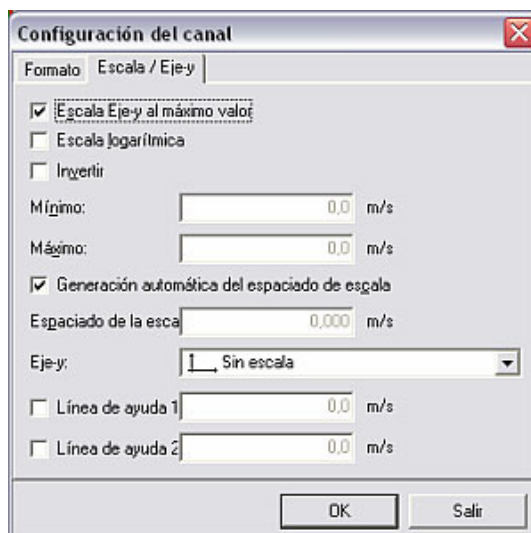 Configuración del canal
Formato Escala / Eje-y
Escala Eje-y al máximo valor
Escala logarítmica
Invertir
Mínimo: 0,0 m/s
Máximo: 0,0 m/s
Generación automática del espaciado de escala
Espaciado de la esca 0,000 m/s
Eje-y: Sin escala
Línea de ayuda 1 0,0 m/s
Línea de ayuda 2 0,0 m/s
OK Salir